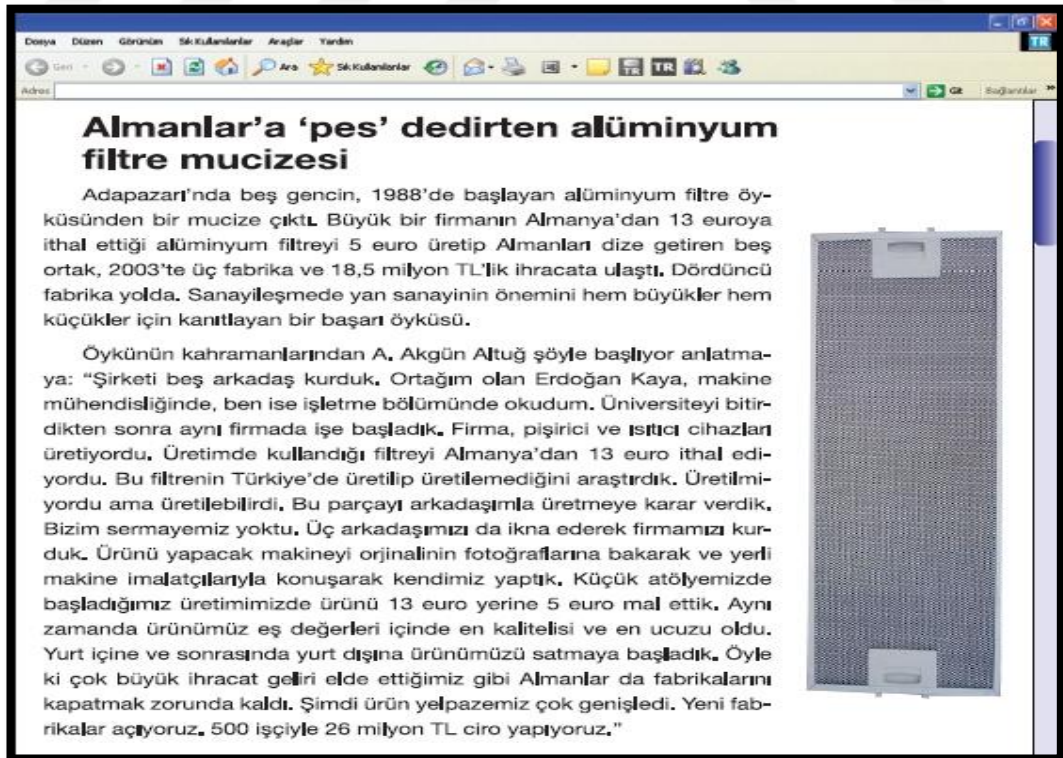 Dosya Düzen Görünüm Sık Kullanılanlar Araçlar Yardım
TR
Geri Ara Sık Kullanılanlar TR TR
Adres Git Bağlantılar »
Almanlar'a ‘pes’ dedirten alüminyum
filtre mucizesi
Adapazarı'nda beş gencin, 1988'de başlayan alüminyum filtre öy-
küsünden bir mucize çıktı. Büyük bir firmanın Almanya'dan 13 euroya
ithal ettiği alüminyum filtreyi 5 euro üretip Almanları dize getiren beş
ortak, 2003'te üç fabrika ve 18,5 milyon TL'lik ihracata ulaştı. Dördüncü
fabrika yolda. Sanayileşmede yan sanayinin önemini hem büyükler hem
küçükler için kanıtlayan bir başarı öyküsü.
Öykünün kahramanlarından A. Akgün Altuğ şöyle başlıyor anlatma-
ya: “Şirketi beş arkadaş kurduk. Ortağım olan Erdoğan Kaya, makine
mühendisliğinde, ben ise işletme bölümünde okudum. Üniversiteyi bitir-
dikten sonra aynı firmada işe başladık. Firma, pişirici ve ısıtıcı cihazları
üretiyordu. Üretimde kullandığı filtreyi Almanya'dan 13 euro ithal edi-
yordu. Bu filtrenin Türkiye'de üretilip üretilemediğini araştırdık. Üretilmi-
yordu ama üretilebilirdi. Bu parçayı arkadaşımla üretmeye karar verdik.
Bizim sermayemiz yoktu. Üç arkadaşımızı da ikna ederek firmamızı kur-
duk. Ürünü yapacak makineyi orjinalinin fotoğraflarına bakarak ve yerli
makine imalatçılarıyla konuşarak kendimiz yaptık. Küçük atölyemizde
başladığımız üretimimizde ürünü 13 euro yerine 5 euro mal ettik. Aynı
zamanda ürünümüz eş değerleri içinde en kalitelisi ve en ucuzu oldu.
Yurt içine ve sonrasında yurt dışına ürünümüzü satmaya başladık. Öyle
ki çok büyük ihracat geliri elde ettiğimiz gibi Almanlar da fabrikalarını
kapatmak zorunda kaldı. Şimdi ürün yelpazemiz çok genişledi. Yeni fab-
rikalar açıyoruz. 500 işçiyle 26 milyon TL ciro yapıyoruz.”